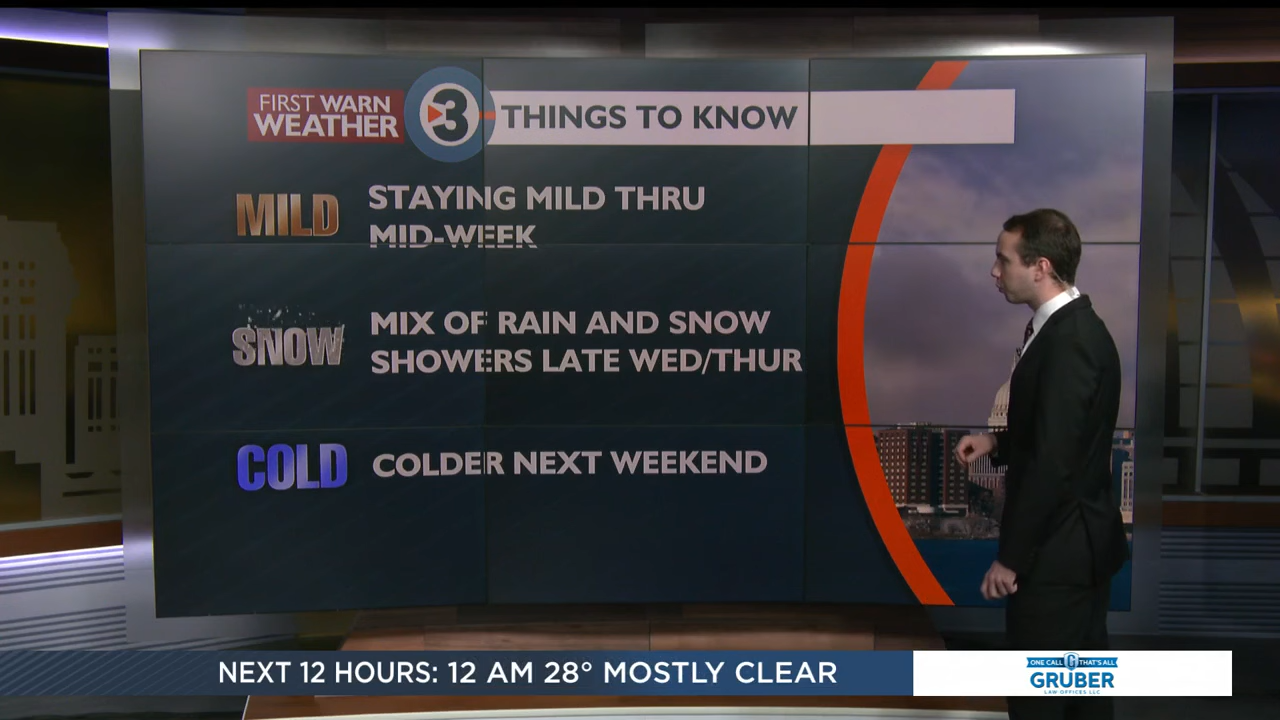 FIRST WARN
WEATHER
3
THINGS TO KNOW
MILD
STAYING MILD THRU
MID-WEEK
SNOW
MIX OF RAIN AND SNOW
SHOWERS LATE WED/THUR
COLD
COLDER NEXT WEEKEND
NEXT 12 HOURS: 12 AM 28° MOSTLY CLEAR
ONE CALL G THAT'S ALL
GRUBER
LAW OFFICES LLC